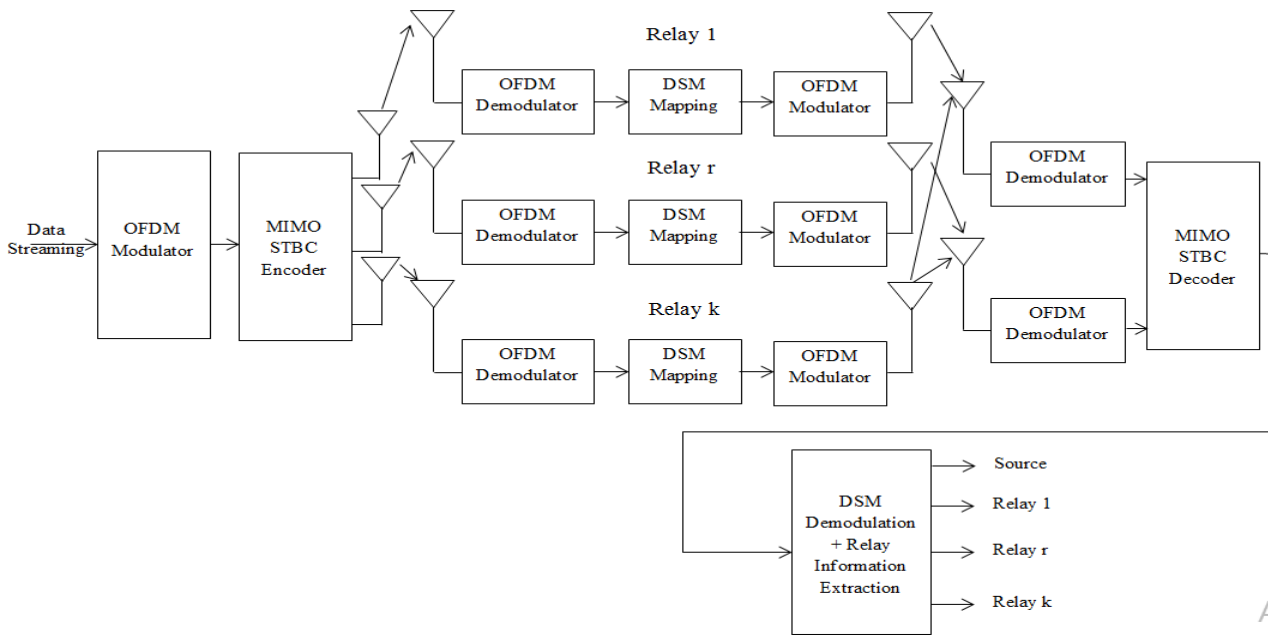 Relay 1
OFDM
Demodulator
DSM
Mapping
OFDM
Modulator
Data
Streaming
OFDM
Modulator
MIMO
STBC
Encoder
Relay r
OFDM
Demodulator
DSM
Mapping
OFDM
Modulator
OFDM
Demodulator
MIMO
STBC
Decoder
Relay k
OFDM
Demodulator
DSM
Mapping
OFDM
Modulator
OFDM
Demodulator
DSM
Demodulation
+ Relay
Information
Extraction
Source
Relay 1
Relay r
Relay k
A